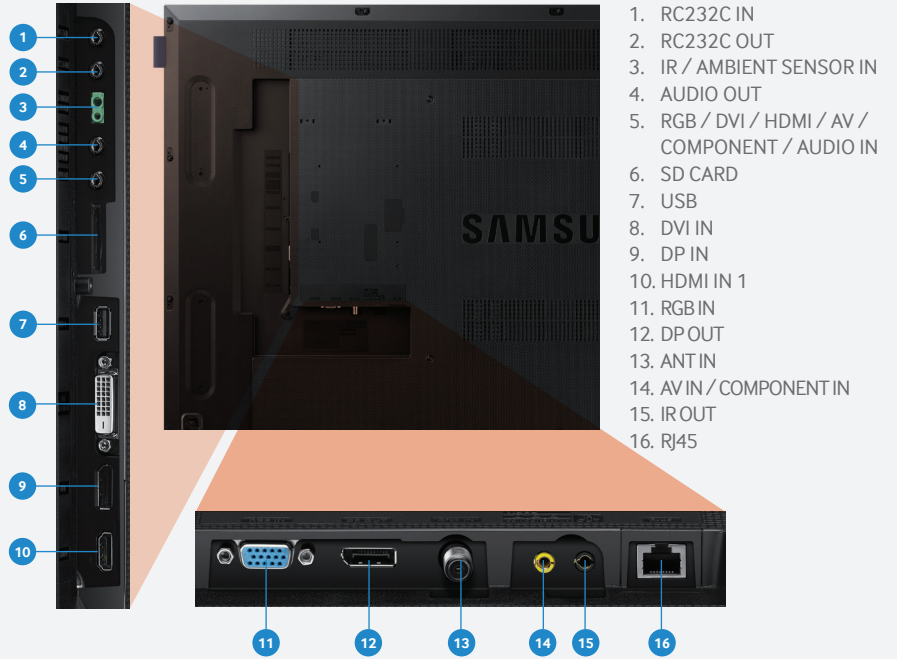 1
2
3
4
5
6
7
8
9
10
SAMSU
11
12
13
14
15
16
1. RC232C IN
2. RC232C OUT
3. IR / AMBIENT SENSOR IN
4. AUDIO OUT
5. RGB / DVI / HDMI / AV /
COMPONENT / AUDIO IN
6. SD CARD
7. USB
8. DVI IN
9. DP IN
10. HDMI IN 1
11. RGB IN
12. DP OUT
13. ANT IN
14. AV IN / COMPONENT IN
15. IR OUT
16. RJ45